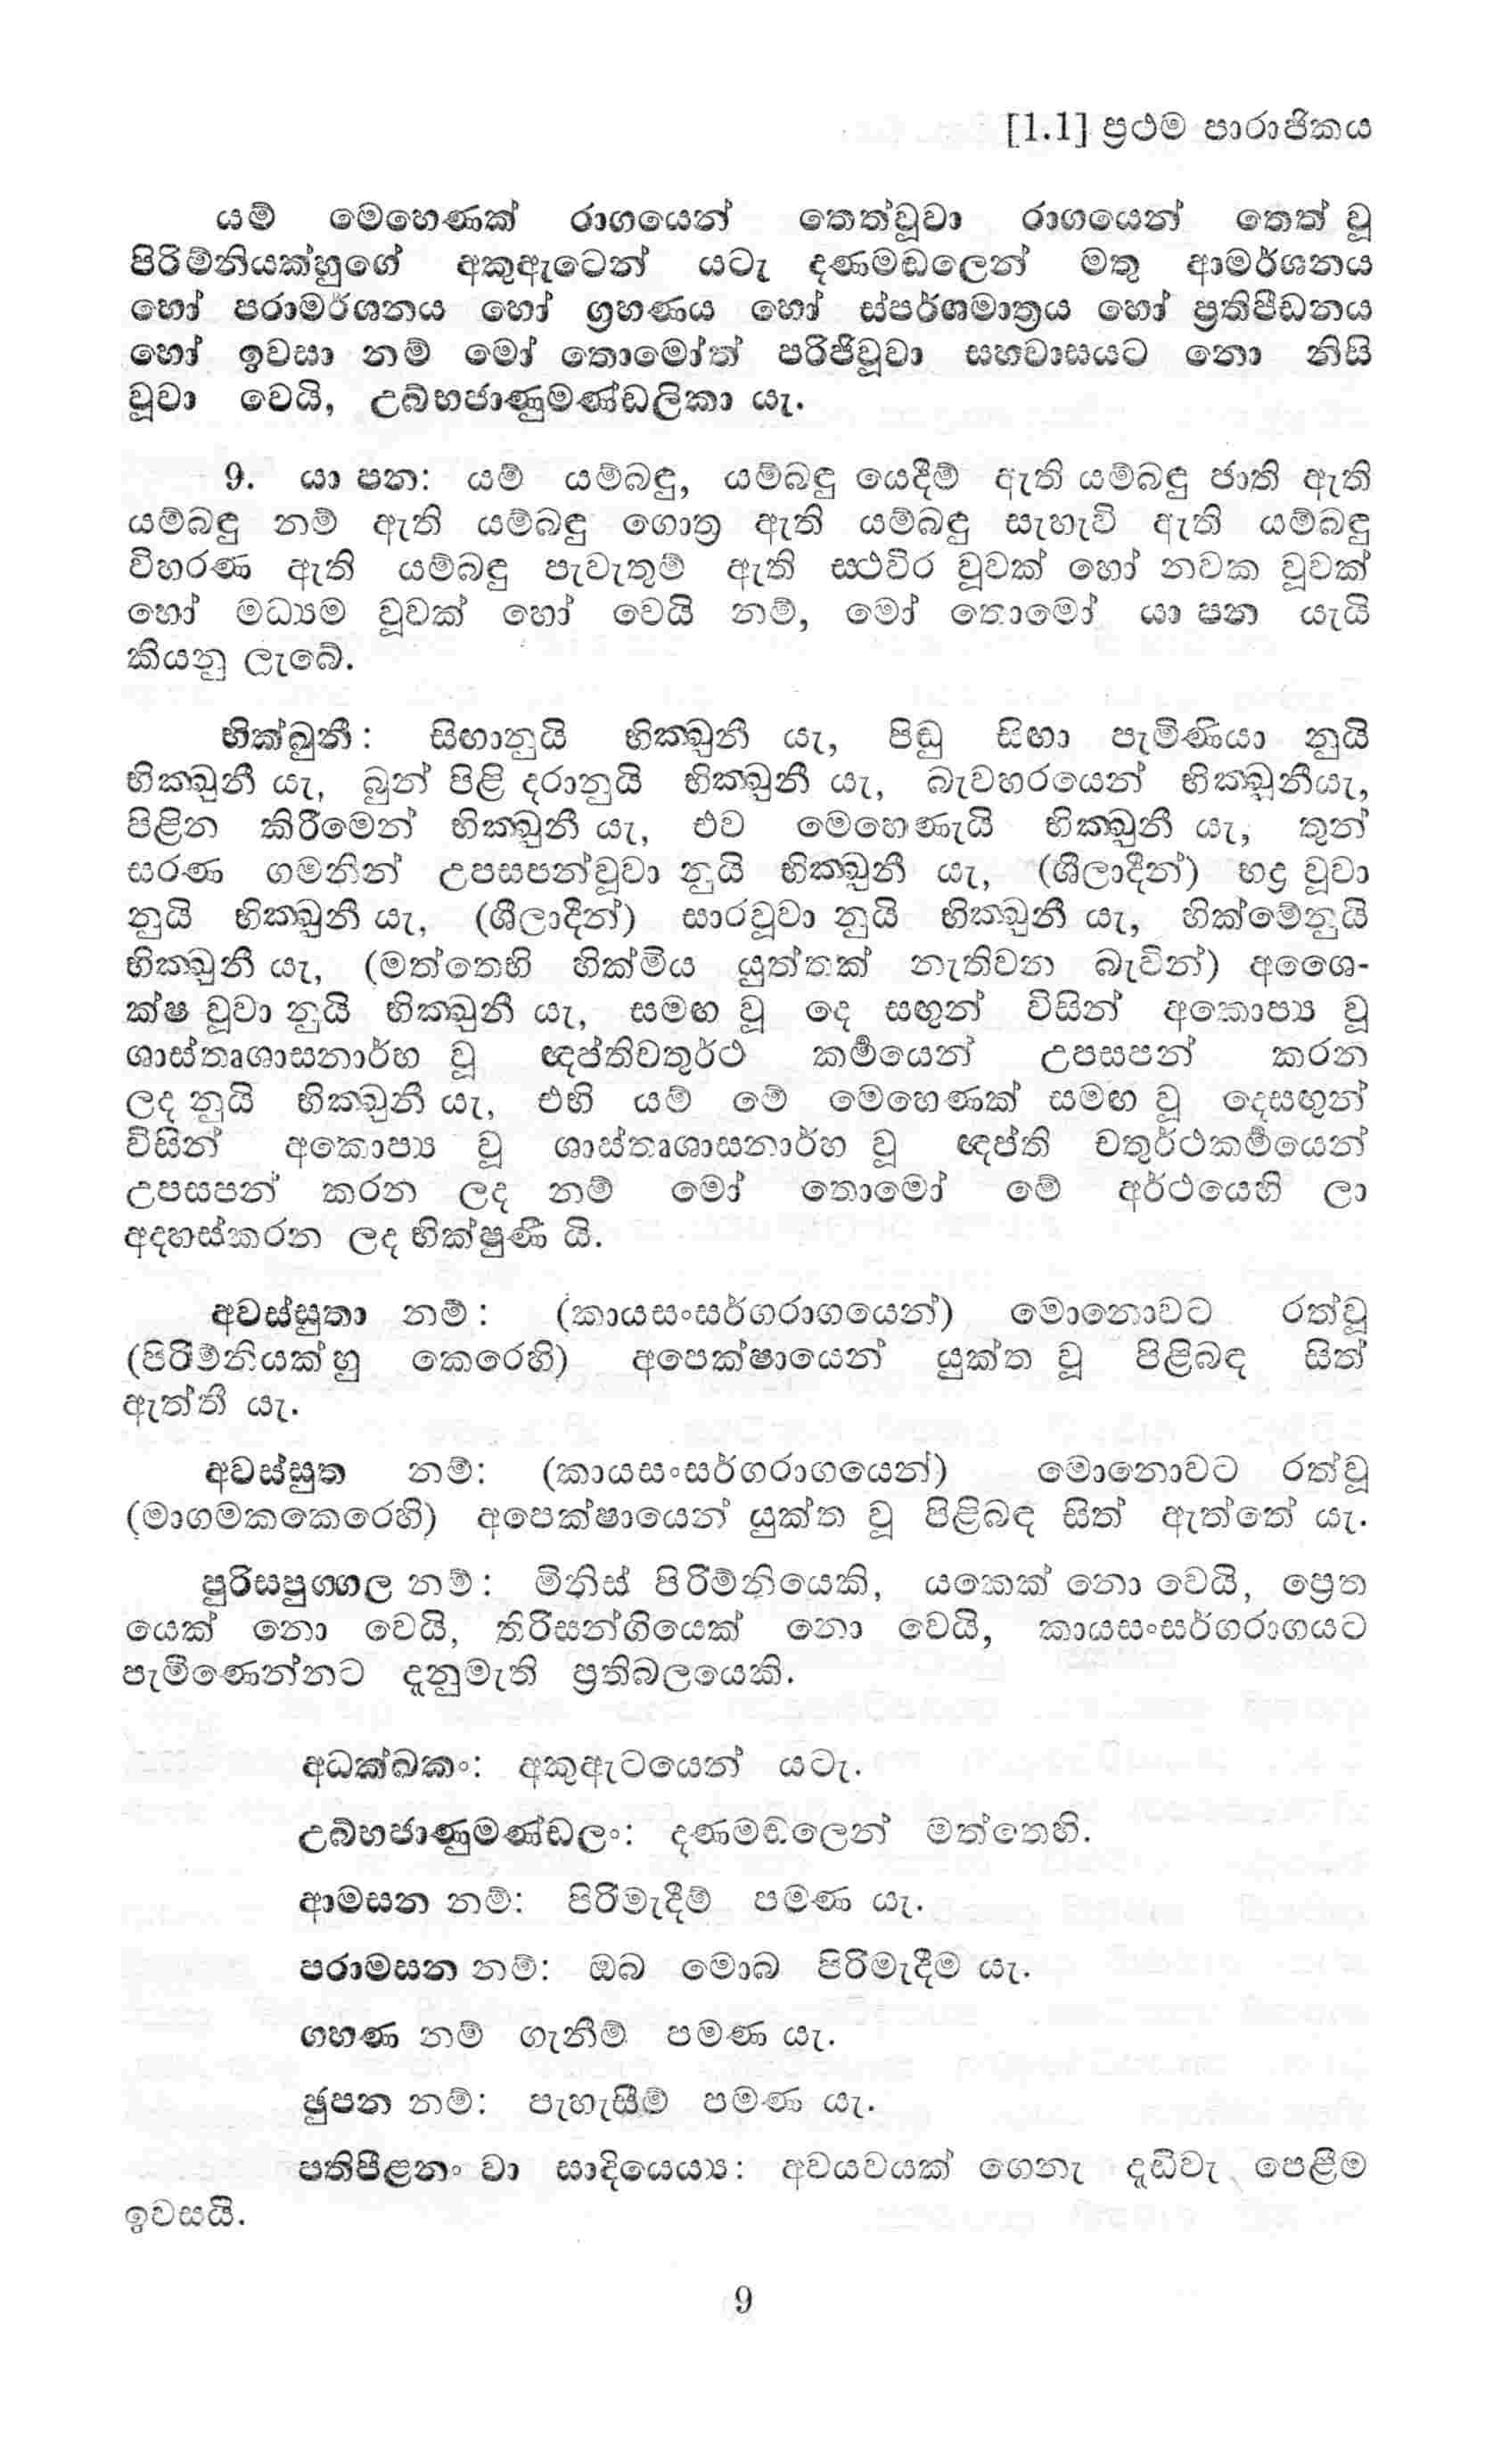 [1.1] ප්‍රථම පාරාජිකය
යම් මෙහෙණක් රාගයෙන් තෙත්වූවා රාගයෙන් තෙත් වූ
පිරිමිනියක්හුගේ අකුඇටෙන් යටැ දණමඬලෙන් මතු ආමර්ශනය
හෝ පරාමර්ශනය හෝ ග්‍රහණය හෝ ස්පර්ශමාත්‍රය හෝ ප්‍රතිපීඩනය
හෝ ඉවසා නම් මෝ තොමෝත් පරිජිවූවා සහවාසයට නො නිසි
වූවා වෙයි, උබ්භජාණුමණ්ඩලිකා යැ.
9. යා පන: යම් යම්බඳු, යම්බඳු යෙදීම් ඇති යම්බඳු ජාති ඇති
යම්බඳු නම් ඇති යම්බඳු ගොත්‍ර ඇති යම්බඳු සැහැවි ඇති යම්බඳු
විහරණ ඇති යම්බඳු පැවැතුම් ඇති ස්ථවිර වූවක් හෝ නවක වූවක්
හෝ මධ්‍යම වූවක් හෝ වෙයි නම්, මෝ තොමෝ යා පන යැයි
කියනු ලැබේ.
භික්ඛුනී: සිඟානුයි භික්ඛුනී යැ, පිඬු සිඟා පැමිණියා නුයි
භික්ඛුනී යැ, බුන් පිළි දරානුයි භික්ඛුනී යැ, බැවහරයෙන් භික්ඛුනීයැ,
පිළින කිරීමෙන් භික්ඛුනී යැ, එව මෙහෙණැයි භික්ඛුනී යැ, තුන්
සරණ ගමනින් උපසපන්වූවා නුයි භික්ඛුනී යැ, (ශීලාදීන්) භද්‍ර වූවා
නුයි භික්ඛුනී යැ, (ශීලාදීන්) සාරවූවා නුයි භික්ඛුනී යැ, හික්මේනුයි
භික්ඛුනී යැ, (මත්තෙහි හික්මිය යුත්තක් නැතිවන බැවින්) අශෛ-
ක්ෂ වූවා නුයි භික්ඛුනී යැ, සමඟ වූ දෙ සඟුන් විසින් අකොප්‍ය වූ
ශාස්තෘශාසනාර්හ වූ ඥප්තිචතුර්ථ කර්‍මයෙන් උපසපන් කරන
ලද නුයි භික්ඛුනී යැ, එහි යම් මේ මෙහෙණක් සමඟ වූ දෙසඟුන්
විසින් අකොප්‍ය වූ ශාස්තෘශාසනාර්හ වූ ඥප්ති චතුර්ථකර්‍මයෙන්
උපසපන් කරන ලද නම් මෝ තොමෝ මේ අර්ථයෙහි ලා
අදහස්කරන ලද භික්ෂුණී යි.
අවස්සුතා නම්: (කායසංසර්ගරාගයෙන්) මොනොවට රත්වූ
(පිරිමිනියක් හු කෙරෙහි) අපෙක්ෂායෙන් යුක්ත වූ පිළිබඳ සිත්
ඇත්තී යැ.
අවස්සුත නම්: (කායසංසර්ගරාගයෙන්) මොනොවට රත්වූ
(මාගමකකෙරෙහි) අපෙක්ෂායෙන් යුක්ත වූ පිළිබඳ සිත් ඇත්තේ යැ.
පුරිසපුග්ගල නම්: මිනිස් පිරිමිනියෙකි, යකෙක් නො වෙයි, ප්‍රෙත
යෙක් නො වෙයි, තිරිසන්ගියෙක් නො වෙයි, කායසංසර්ගරාගයට
පැමිණෙන්නට දැනුමැති ප්‍රතිබලයෙකි.
අධක්ඛකං: අකුඇටයෙන් යටැ.
උබ්භජාණුමණ්ඩලං: දණමඬලෙන් මත්තෙහි.
ආමසන නම්: පිරිමැදීම් පමණ යැ.
පරාමසන නම්: ඔබ මොබ පිරිමැදීම යැ.
ගහණ නම් ගැනීම් පමණ යැ.
ඡුපන නම්: පැහැසීම් පමණ යැ.
පතිපීළනං වා සාදියෙය්‍ය: අවයවයක් ගෙනැ දැඩිවැ පෙළීම
ඉවසයි.
9